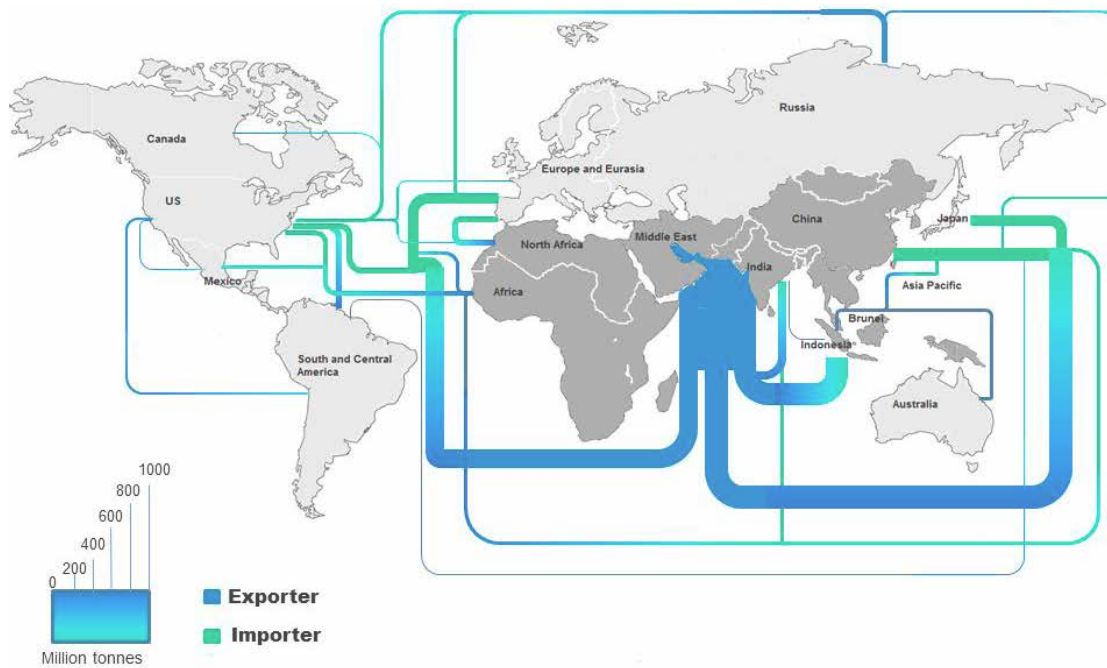 Russia
Canada
Europe and Eurasia
US
China
Japan
Middle East
North Africa
India
Mexico
Africa
Asia Pacific
Brunei
Indonesia
South and Central
America
Australia
1000
800
600
400
200
0
Exporter
Importer
Million tonnes